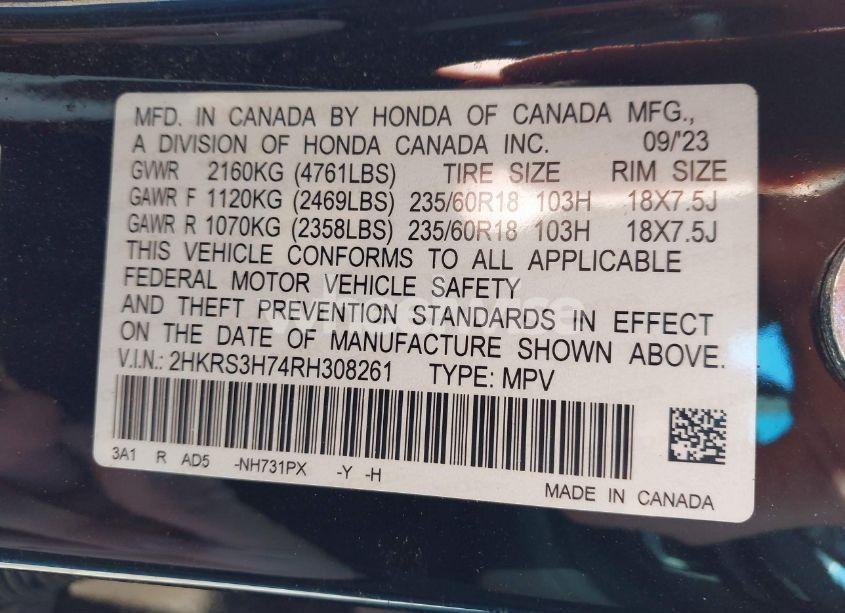 MFD. IN CANADA BY HONDA OF CANADA MFG.,
A DIVISION OF HONDA CANADA INC. 09/'23
GVWR 2160KG (4761LBS) TIRE SIZE RIM SIZE
GAWR F 1120KG (2469LBS) 235/60R18 103H 18X7.5J
GAWR R 1070KG (2358LBS) 235/60R18 103H 18X7.5J
THIS VEHICLE CONFORMS TO ALL APPLICABLE
FEDERAL MOTOR VEHICLE SAFETY
AND THEFT PREVENTION STANDARDS IN EFFECT
ON THE DATE OF MANUFACTURE SHOWN ABOVE.
V.I.N.: 2HKRS3H74RH308261 TYPE: MPV
3A1 R AD5 -NH731PX -Y -H
MADE IN CANADA